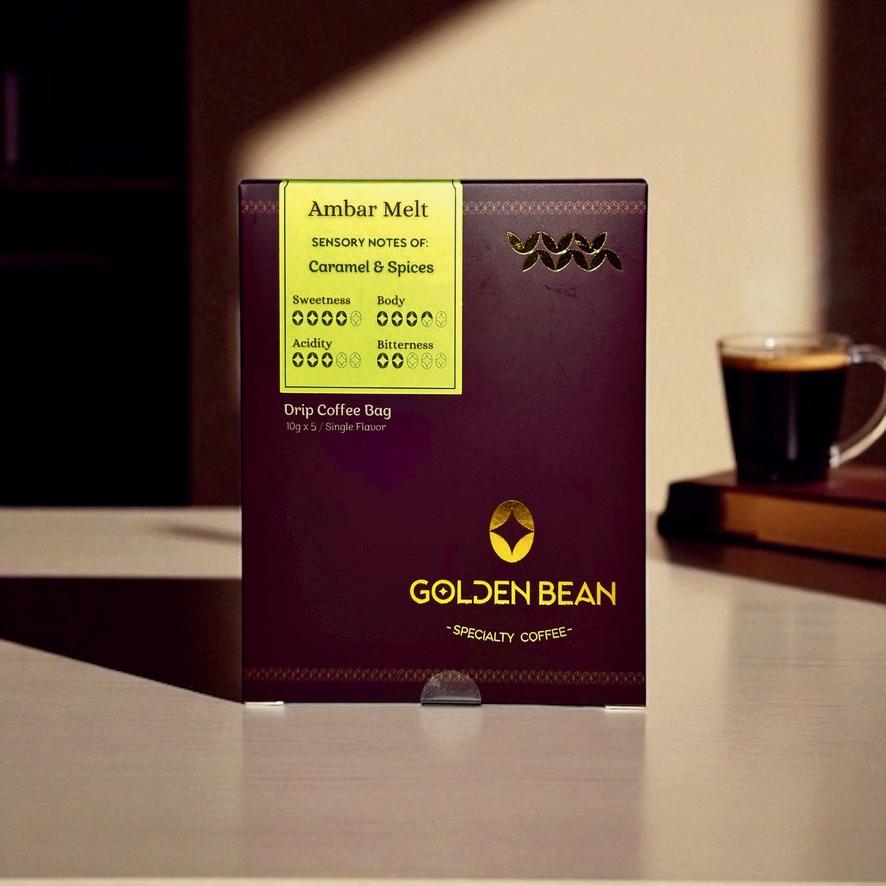 Ambar Melt
SENSORY NOTES OF:
Caramel & Spices
Sweetness Body
Acidity Bitterness
Drip Coffee Bag
10g x 5 / Single Flavor
GOLDEN BEAN
~SPECIALTY COFFEE~